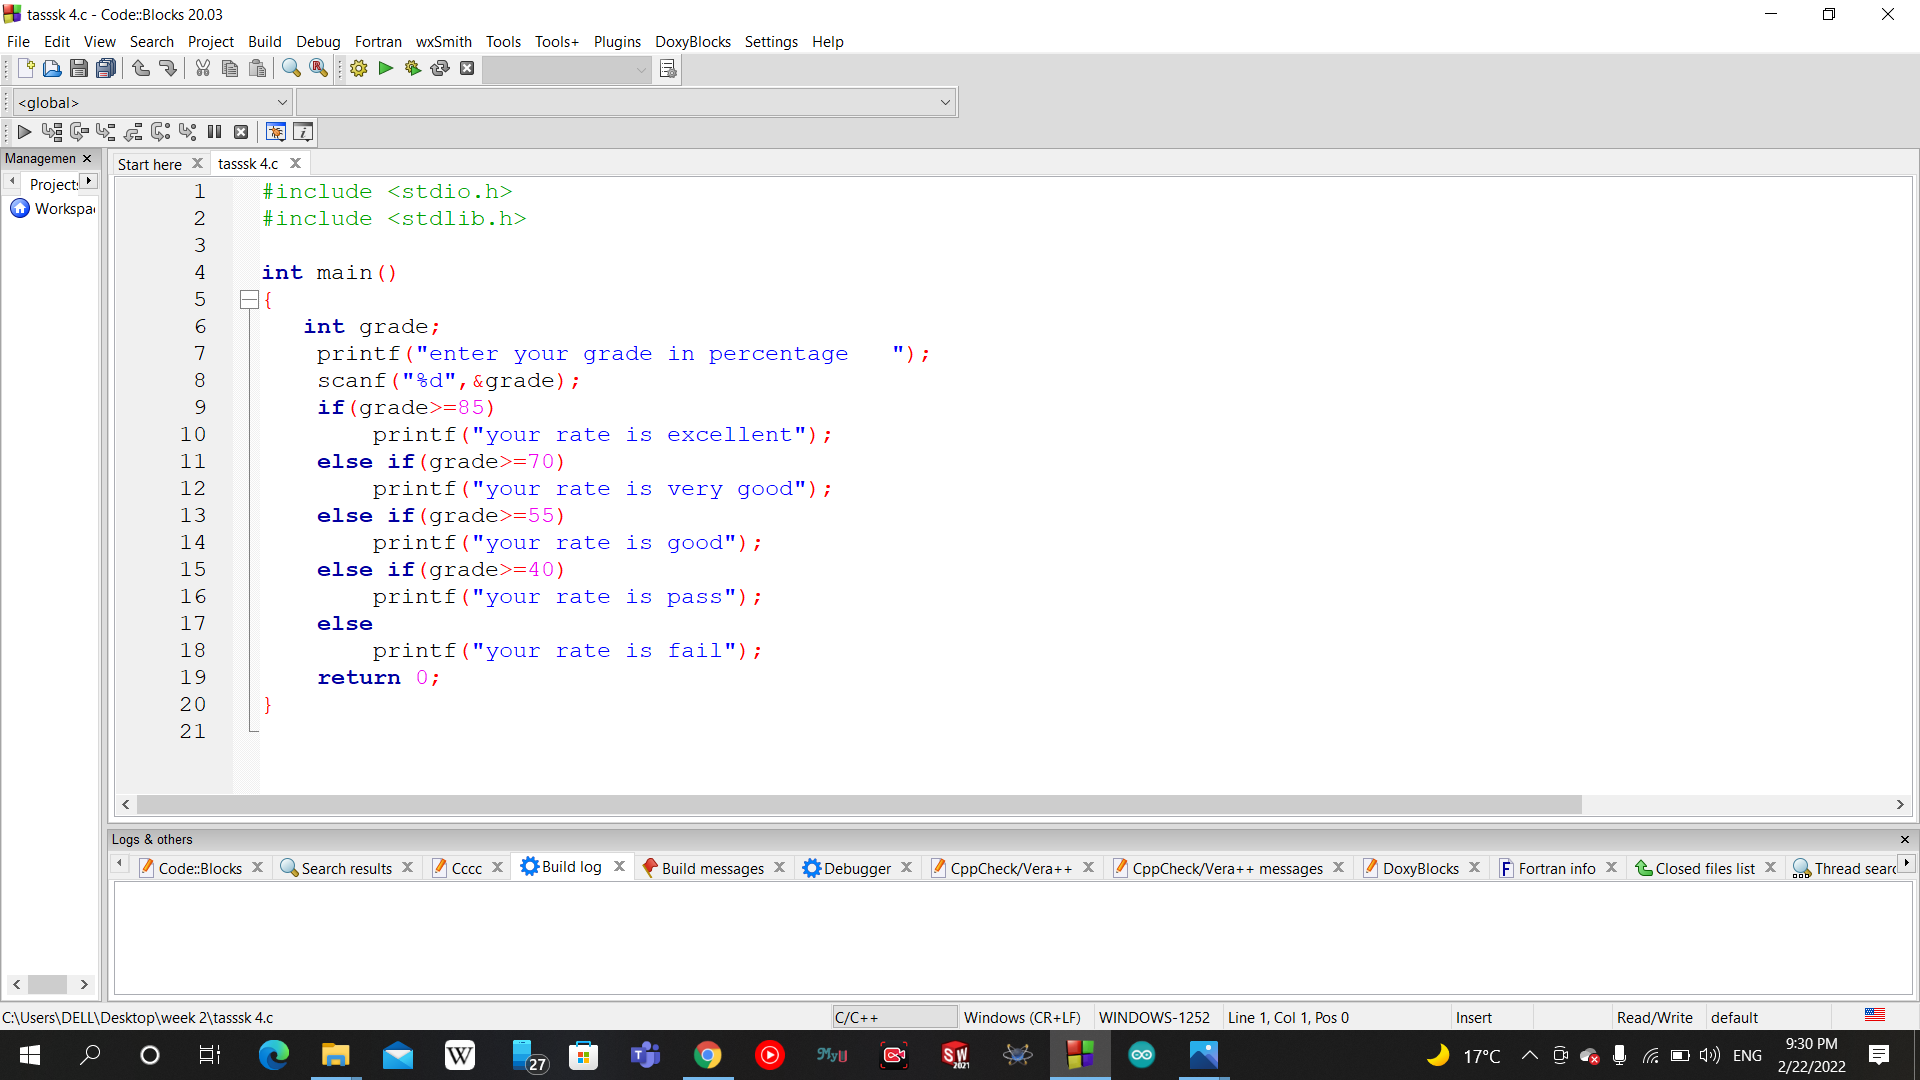 tasssk 4.c - Code::Blocks 20.03
File Edit View Search Project Build Debug Fortran wxSmith Tools Tools+ Plugins DoxyBlocks Settings Help
<global>
Managemen
Start here
tasssk 4.c
Projects
Workspa
1 #include <stdio.h>
2 #include <stdlib.h>
3
4 int main()
5 {
6 int grade;
7 printf("enter your grade in percentage   ");
8 scanf("%d",&grade);
9 if(grade>=85)
10 printf("your rate is excellent");
11 else if(grade>=70)
12 printf("your rate is very good");
13 else if(grade>=55)
14 printf("your rate is good");
15 else if(grade>=40)
16 printf("your rate is pass");
17 else
18 printf("your rate is fail");
19 return 0;
20 }
21
Logs & others
Code::Blocks Search results Cccc Build log Build messages Debugger CppCheck/Vera++ CppCheck/Vera++ messages DoxyBlocks Fortran info Closed files list Thread searc
C:\Users\DELL\Desktop\week 2\tasssk 4.c C/C++ Windows (CR+LF) WINDOWS-1252 Line 1, Col 1, Pos 0 Insert Read/Write default
27
MyU
SW
2021
17°C
ENG
9:30 PM
2/22/2022